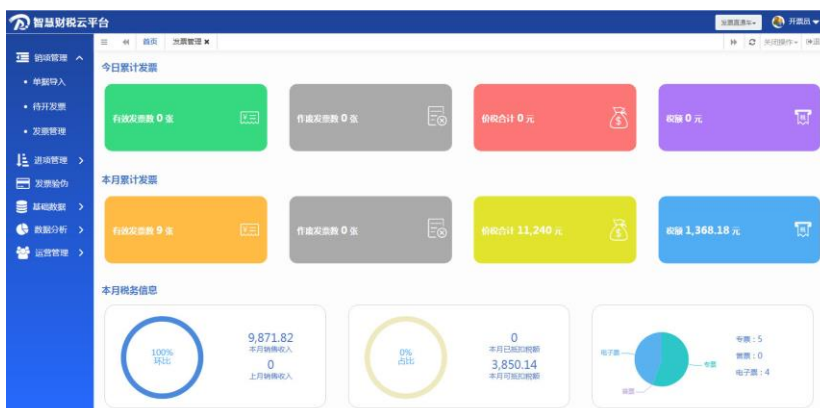 智慧财税云平台
开票员
销项管理
首页
发票管理
关闭操作
单据导入
待开发票
发票管理
进项管理
发票验伪
基础数据
数据分析
运营管理
今日累计发票
有效发票数 0 张
作废发票数 0 张
价税合计 0 元
税额 0 元
本月累计发票
有效发票数 9 张
作废发票数 0 张
价税合计 11,240 元
税额 1,368.18 元
本月税务信息
100%
环比
9,871.82
本月销售收入
0
上月销售收入
0%
占比
0
本月已抵扣税额
3,850.14
本月可抵扣税额
电子票
专票
普票
专票：5
普票：0
电子票：4